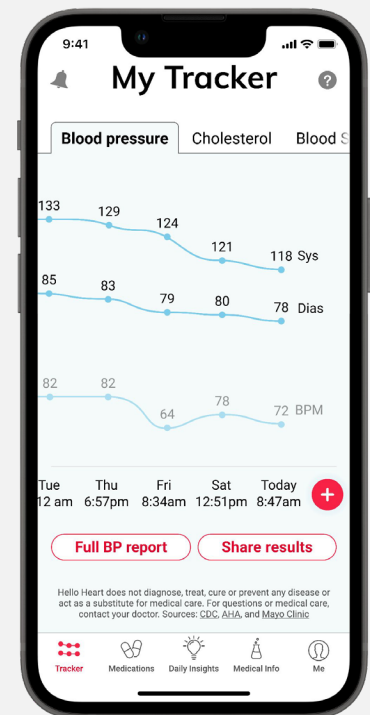 9:41
My Tracker
?
Blood pressure Cholesterol Blood S
133 129 124 121 118 Sys
85 83 79 80 78 Dias
82 82 64 78 72 BPM
Tue Thu Fri Sat Today
12 am 6:57pm 8:34am 12:51pm 8:47am
+
Full BP report Share results
Hello Heart does not diagnose, treat, cure or prevent any disease or
act as a substitute for medical care. For questions or medical care,
contact your doctor. Sources: CDC, AHA, and Mayo Clinic
Tracker Medications Daily Insights Medical Info Me